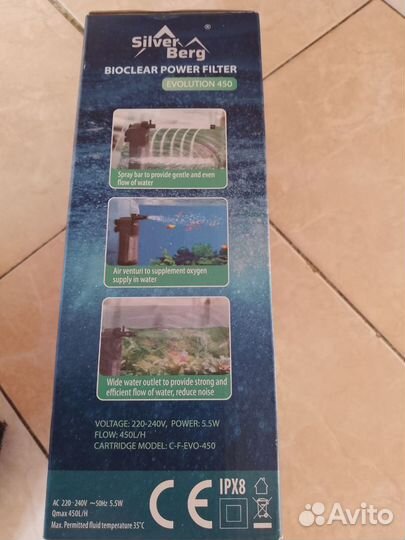 Silver
Berg ®
BIOCLEAR POWER FILTER
EVOLUTION 450
Spray bar to provide gentle and even
flow of water
Air venturi to supplement oxygen
supply in water
Wide water outlet to provide strong and
efficient flow of water, reduce noise
VOLTAGE: 220-240V, POWER: 5.5W
FLOW: 450L/H
CARTRIDGE MODEL: C-F-EVO-450
AC 220-240V ~50Hz 5.5W
Qmax 450L/H
Max. Permitted fluid temperature 35°C
CE
IPX8
Avito